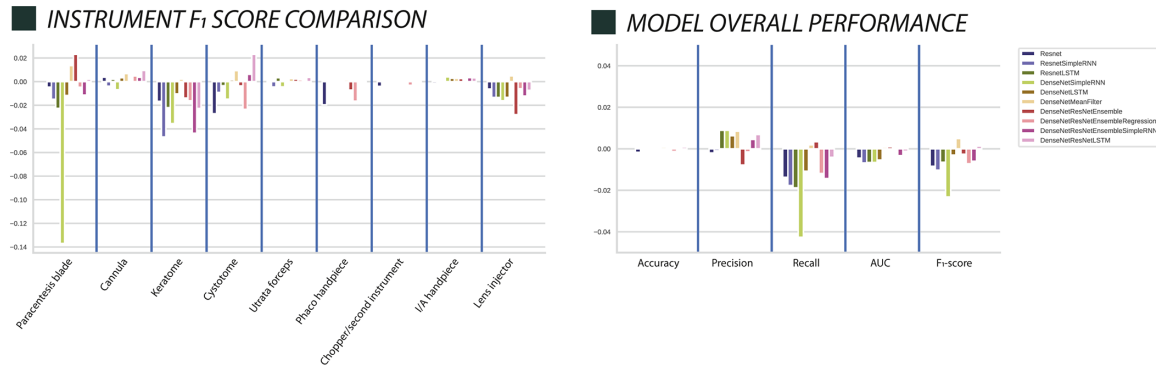 INSTRUMENT F₁ SCORE COMPARISON
0.02
0.00
−0.02
−0.04
−0.06
−0.08
−0.10
−0.12
−0.14
Paracentesis blade
Cannula
Keratome
Cystotome
Utrata forceps
Phaco handpiece
Chopper/second instrument
I/A handpiece
Lens injector
MODEL OVERALL PERFORMANCE
0.04
0.02
0.00
−0.02
−0.04
Accuracy
Precision
Recall
AUC
F₁-score
Resnet
ResnetSimpleRNN
ResnetLSTM
DenseNetSimpleRNN
DenseNetLSTM
DenseNetMeanFilter
DenseNetResNetEnsemble
DenseNetResNetEnsembleRegression
DenseNetResNetEnsembleSimpleRNN
DenseNetResNetLSTM